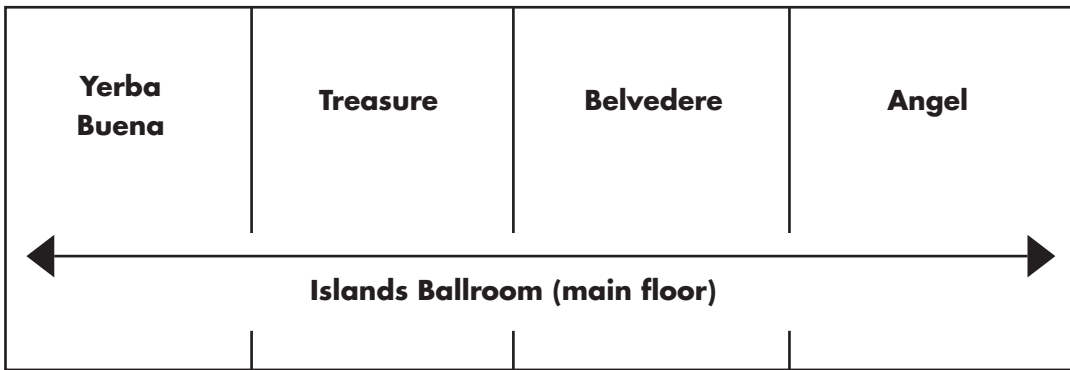 Yerba
Buena
Treasure
Belvedere
Angel
Islands Ballroom (main floor)